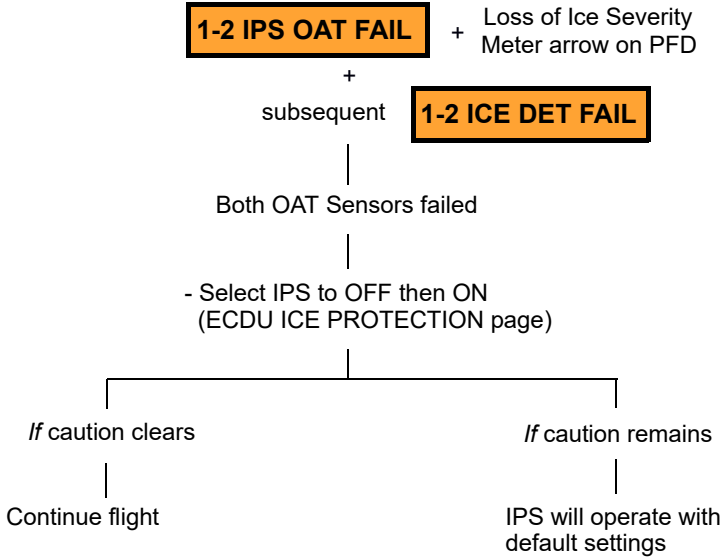 1-2 IPS OAT FAIL + Loss of Ice Severity
Meter arrow on PFD
+
subsequent 1-2 ICE DET FAIL
Both OAT Sensors failed
- Select IPS to OFF then ON
(ECDU ICE PROTECTION page)
If caution clears
If caution remains
Continue flight
IPS will operate with
default settings